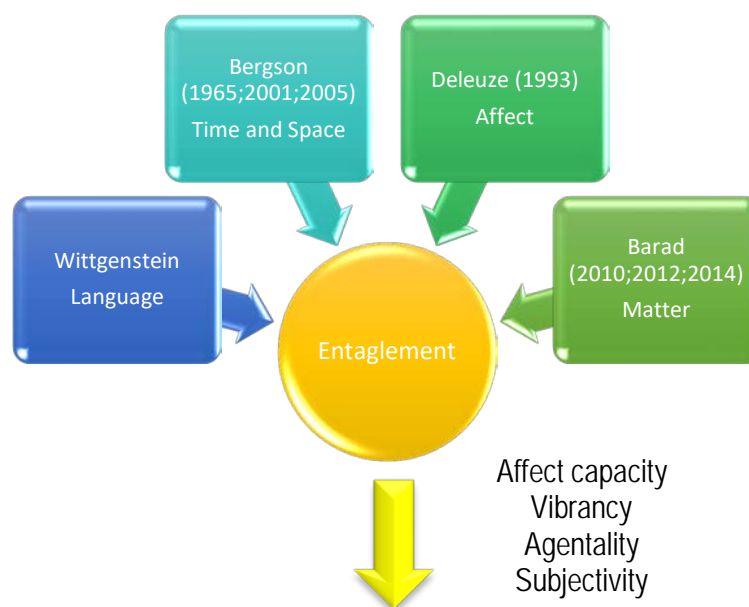 Wittgenstein
Language
Bergson
(1965;2001;2005)
Time and Space
Deleuze (1993)
Affect
Barad
(2010;2012;2014)
Matter
Entaglement
Affect capacity
Vibrancy
Agentality
Subjectivity